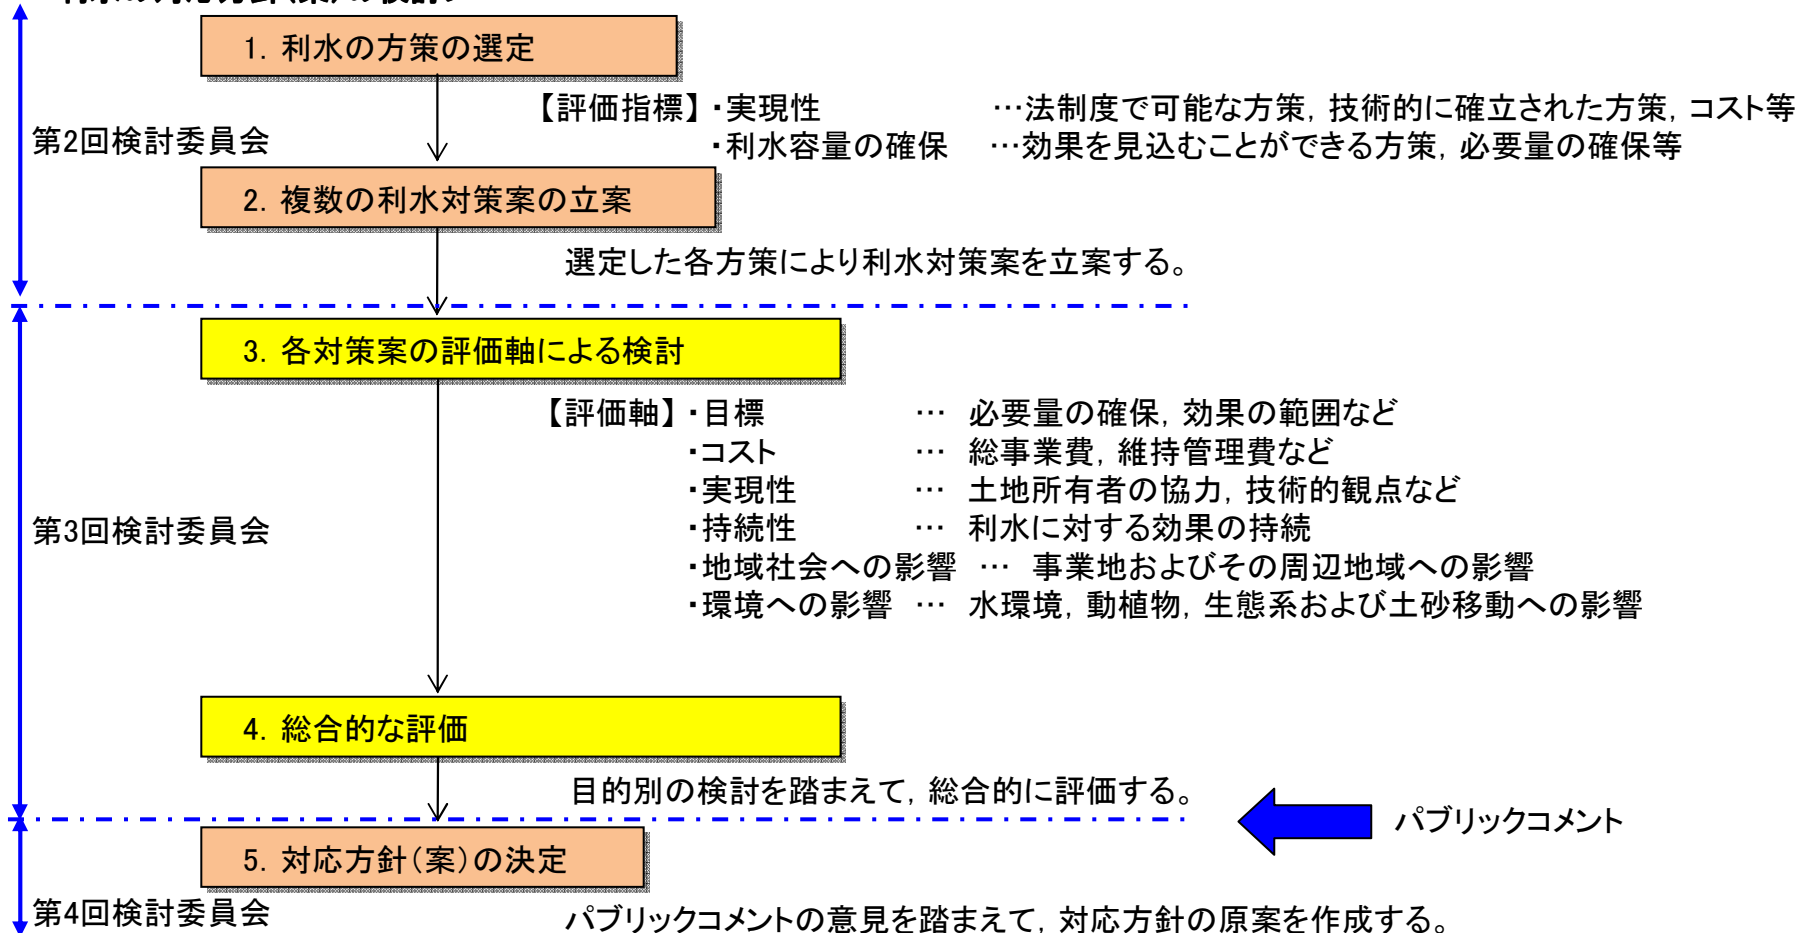 1. 利水の方策の選定
【評価指標】・実現性 …法制度で可能な方策, 技術的に確立された方策, コスト等
・利水容量の確保 …効果を見込むことができる方策, 必要量の確保等
第2回検討委員会
2. 複数の利水対策案の立案
選定した各方策により利水対策案を立案する。
3. 各対策案の評価軸による検討
【評価軸】・目標 … 必要量の確保, 効果の範囲など
・コスト … 総事業費, 維持管理費など
・実現性 … 土地所有者の協力, 技術的観点など
・持続性 … 利水に対する効果の持続
・地域社会への影響 … 事業地およびその周辺地域への影響
・環境への影響 … 水環境, 動植物, 生態系および土砂移動への影響
第3回検討委員会
4. 総合的な評価
目的別の検討を踏まえて, 総合的に評価する。
パブリックコメント
5. 対応方針(案)の決定
第4回検討委員会
パブリックコメントの意見を踏まえて, 対応方針の原案を作成する。